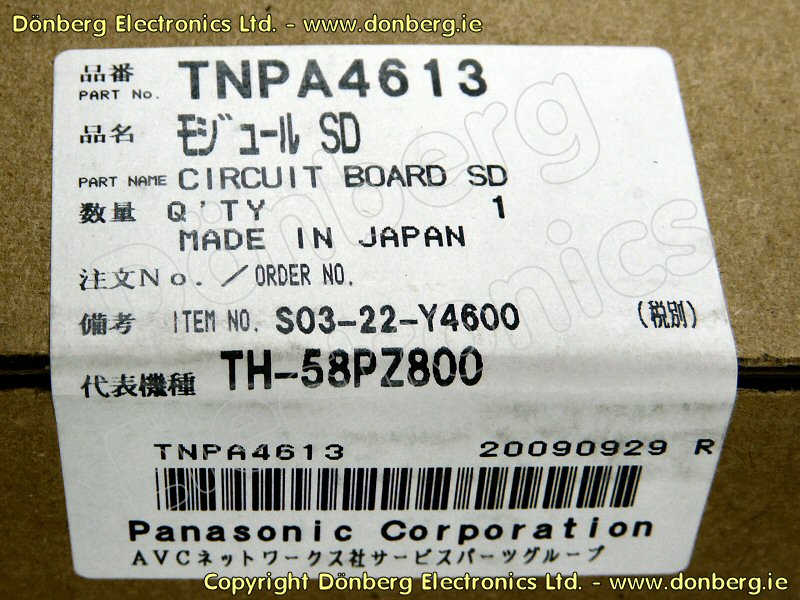 Dönberg Electronics Ltd. - www.donberg.ie
品番 PART No. TNPA4613
品名 モジュール SD
PART NAME CIRCUIT BOARD SD
数量 Q'TY 1
MADE IN JAPAN
注文No. / ORDER NO.
備考 ITEM NO. S03-22-Y4600 (税別)
代表機種 TH-58PZ800
TNPA4613 20090929 R
Panasonic Corporation
AVCネットワークス社サービスパーツグループ
Dönberg
Electronics
Copyright Dönberg Electronics Ltd. - www.donberg.ie